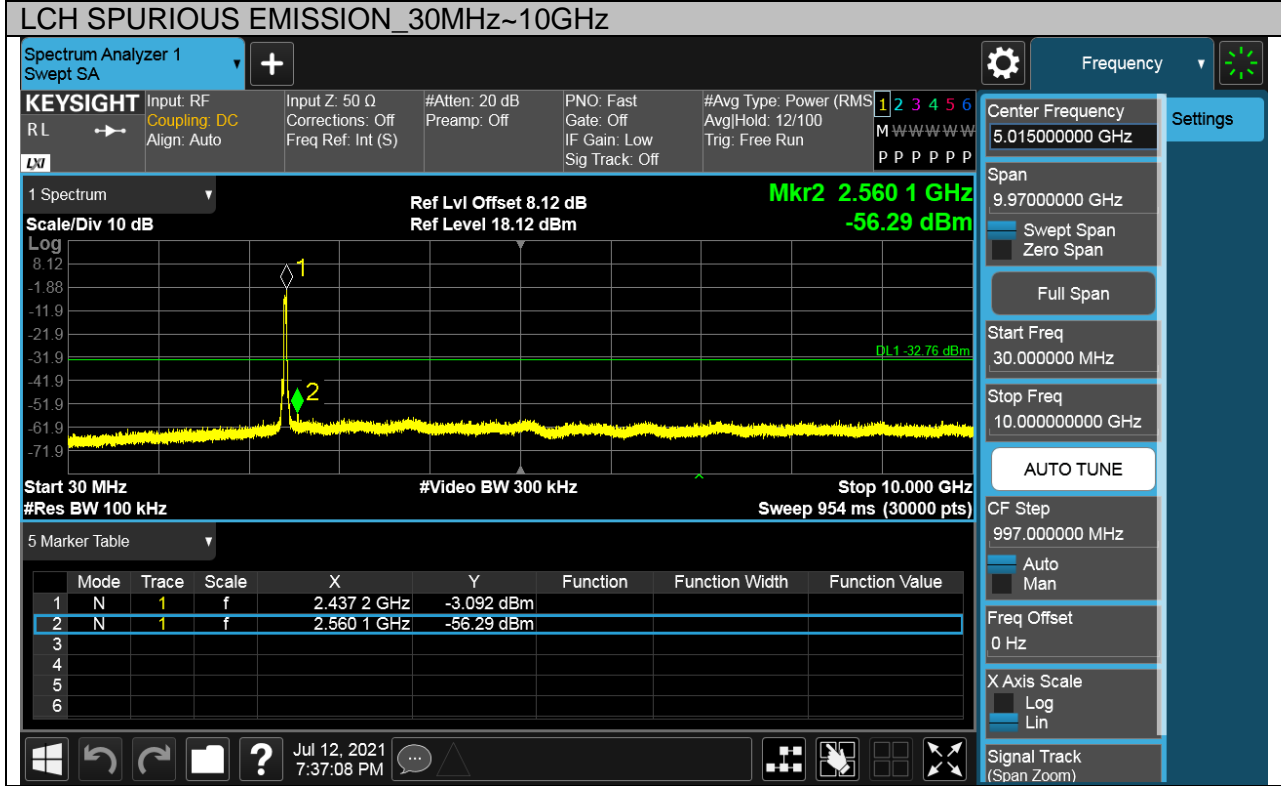 LCH SPURIOUS EMISSION_30MHz~10GHz
Spectrum Analyzer 1
Swept SA
+
Frequency
KEYSIGHT
RL
LXI
Input: RF
Coupling: DC
Align: Auto
Input Z: 50 Ω
Corrections: Off
Freq Ref: Int (S)
#Atten: 20 dB
Preamp: Off
PNO: Fast
Gate: Off
IF Gain: Low
Sig Track: Off
#Avg Type: Power (RMS
Avg|Hold: 12/100
Trig: Free Run
1 2 3 4 5 6
M W W W W W
P P P P P P
Center Frequency
5.015000000 GHz
Settings
Span
9.97000000 GHz
Swept Span
Zero Span
Full Span
Start Freq
30.000000 MHz
Stop Freq
10.000000000 GHz
AUTO TUNE
CF Step
997.000000 MHz
Auto
Man
Freq Offset
0 Hz
X Axis Scale
Log
Lin
Signal Track
(Span Zoom)
1 Spectrum
Scale/Div 10 dB
Ref Lvl Offset 8.12 dB
Ref Level 18.12 dBm
Mkr2 2.560 1 GHz
-56.29 dBm
Log
8.12
-1.88
-11.9
-21.9
-31.9
-41.9
-51.9
-61.9
-71.9
1
2
DL1 -32.76 dBm
Start 30 MHz
#Video BW 300 kHz
Stop 10.000 GHz
#Res BW 100 kHz
Sweep 954 ms (30000 pts)
5 Marker Table
Mode Trace Scale X Y Function Function Width Function Value
1 N 1 f 2.437 2 GHz -3.092 dBm
2 N 1 f 2.560 1 GHz -56.29 dBm
3
4
5
6
?
Jul 12, 2021
7:37:08 PM